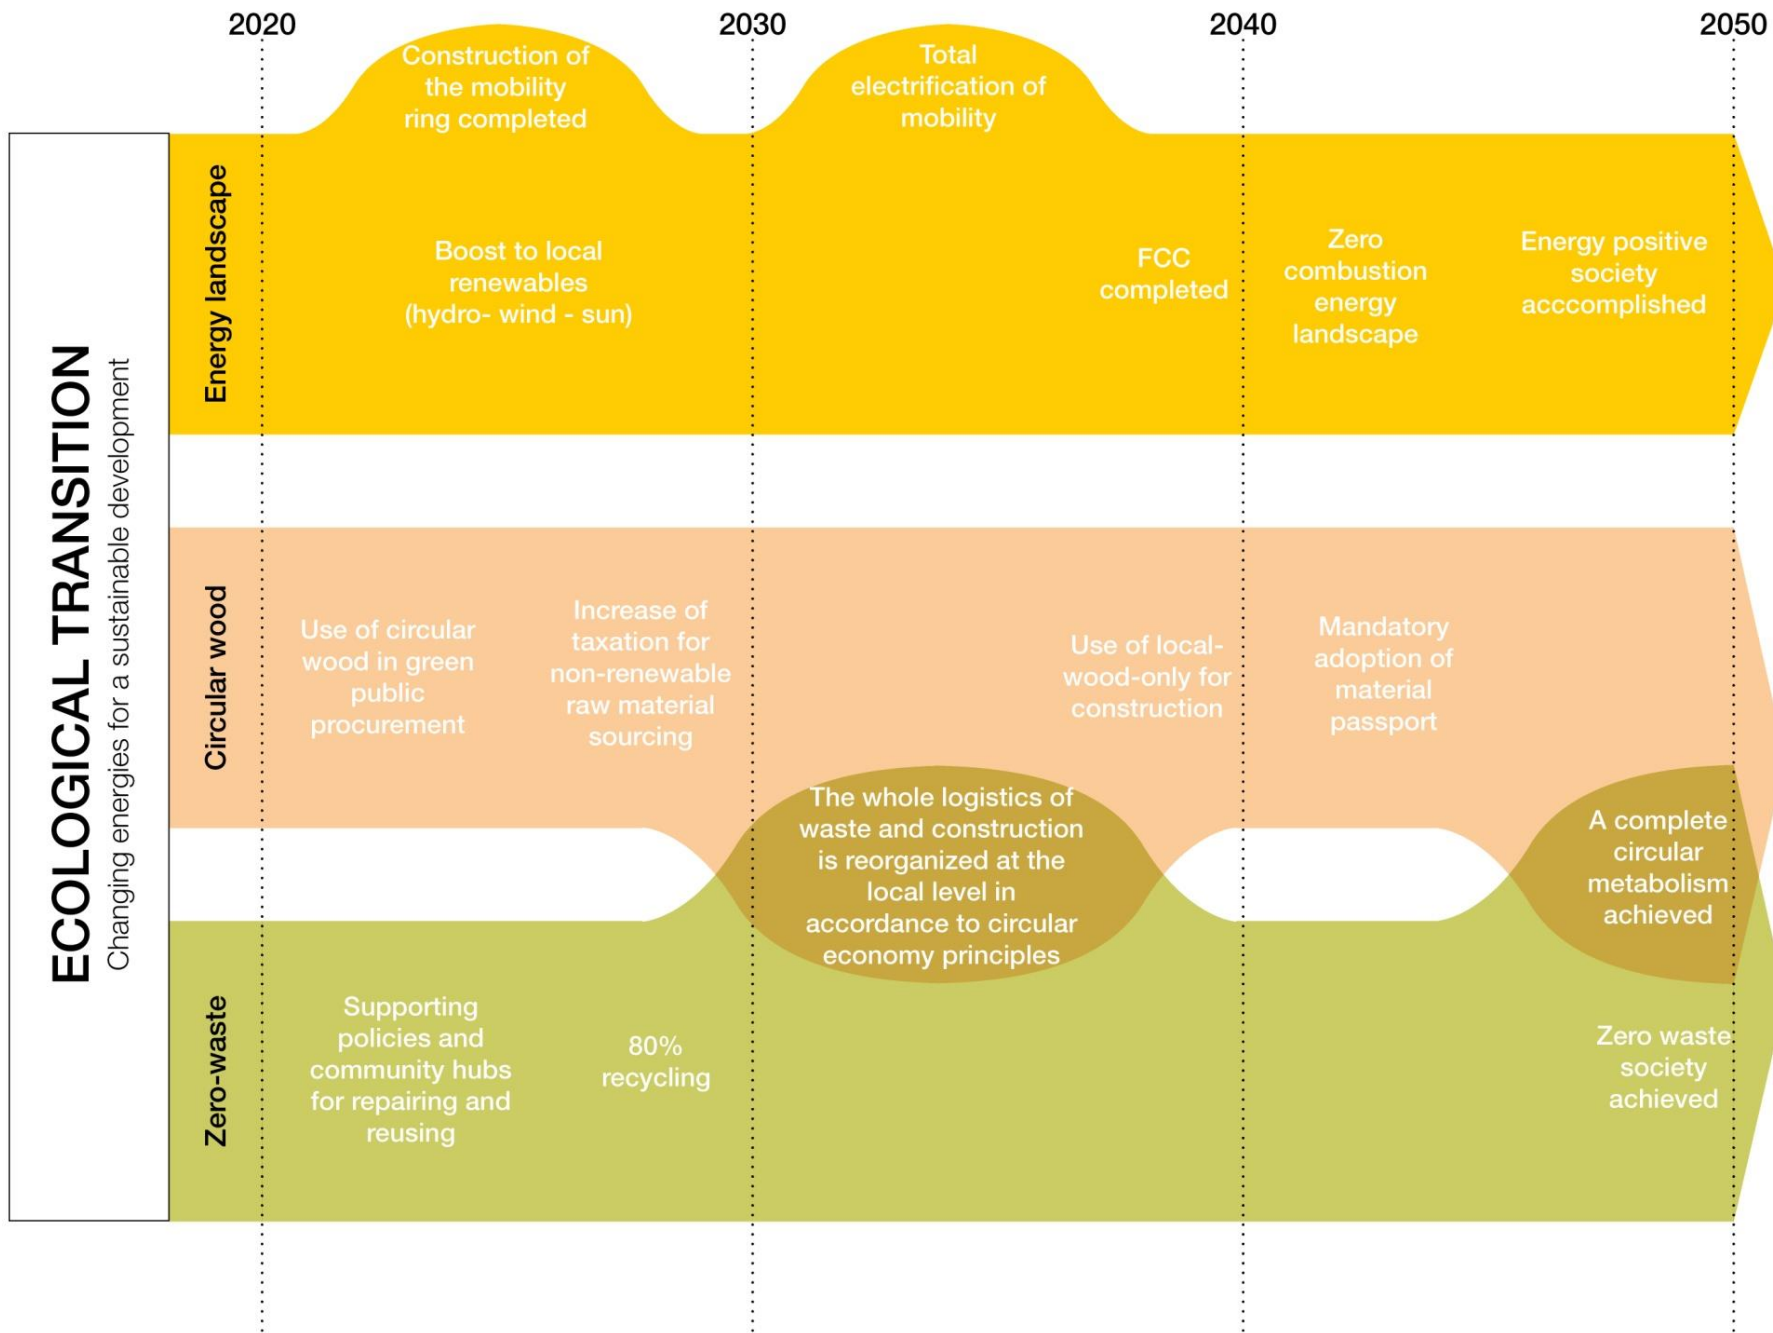 2020
2030
2040
2050
ECOLOGICAL TRANSITION
Changing energies for a sustainable development
Energy landscape
Construction of
the mobility
ring completed
Total
electrification of
mobility
Boost to local
renewables
(hydro- wind - sun)
FCC
completed
Zero
combustion
energy
landscape
Energy positive
society
acccomplished
Circular wood
Use of circular
wood in green
public
procurement
Increase of
taxation for
non-renewable
raw material
sourcing
Use of local-
wood-only for
construction
Mandatory
adoption of
material
passport
The whole logistics of
waste and construction
is reorganized at the
local level in
accordance to circular
economy principles
A complete
circular
metabolism
achieved
Zero-waste
Supporting
policies and
community hubs
for repairing and
reusing
80%
recycling
Zero waste
society
achieved